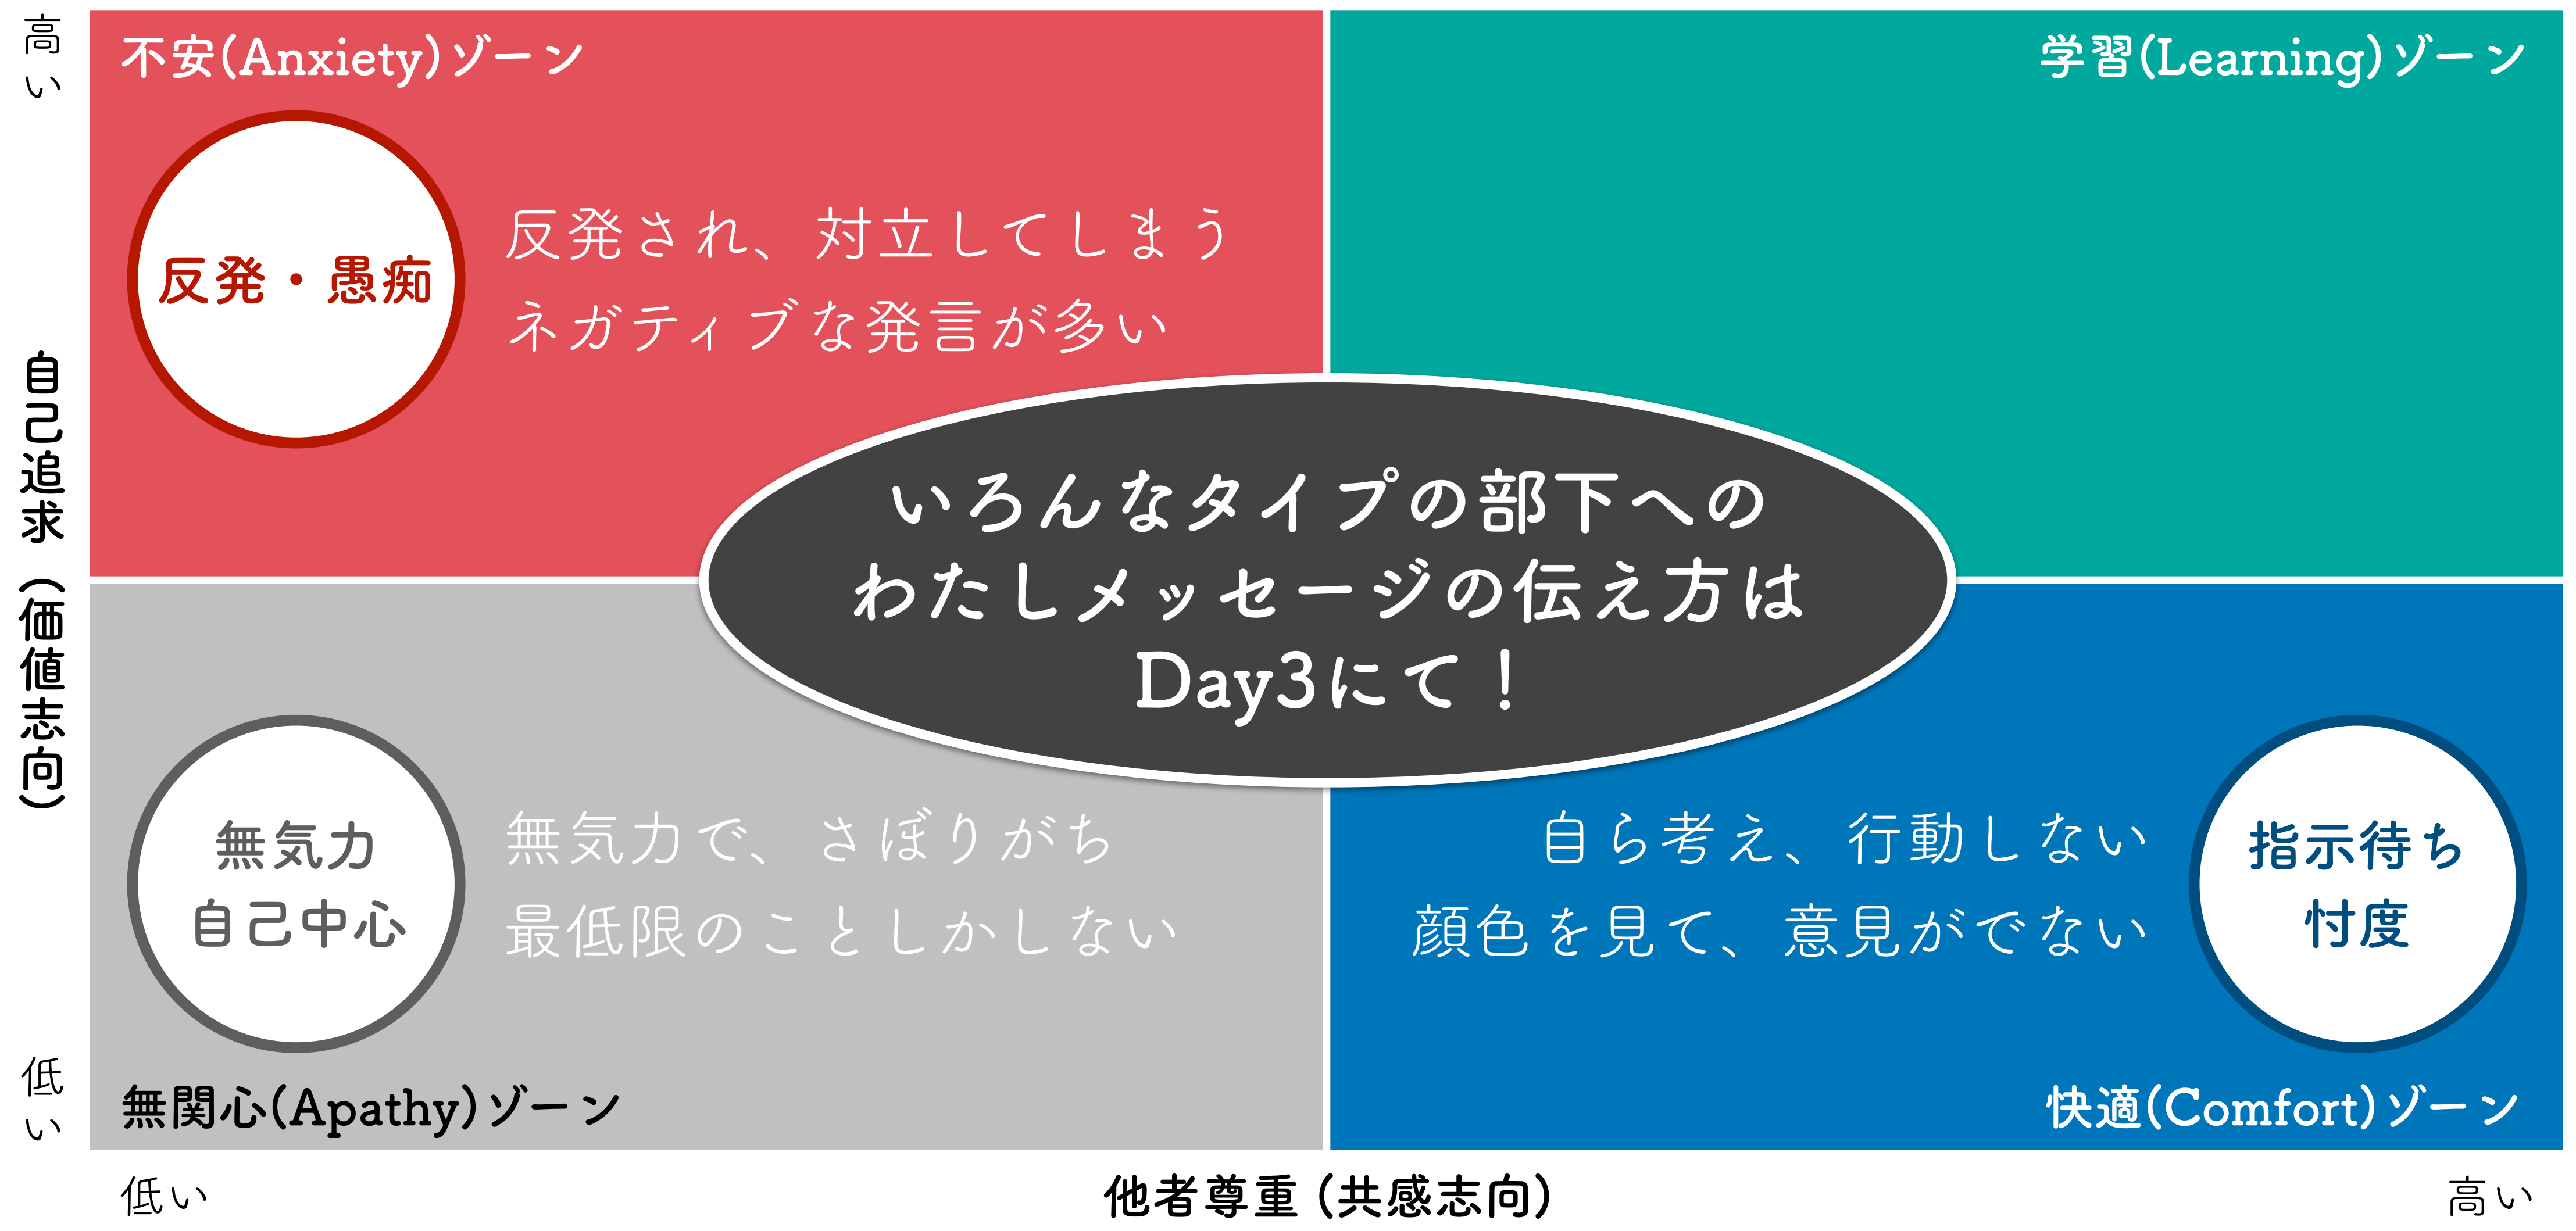 高い
不安(Anxiety)ゾーン
学習(Learning)ゾーン
反発・愚痴
反発され、対立してしまう
ネガティブな発言が多い
自己追求（価値志向）
いろんなタイプの部下への
わたしメッセージの伝え方は
Day3にて！
無気力
自己中心
無気力で、さぼりがち
最低限のことしかしない
自ら考え、行動しない
顔色を見て、意見がでない
指示待ち
忖度
低い
無関心(Apathy)ゾーン
快適(Comfort)ゾーン
低い
他者尊重 (共感志向)
高い